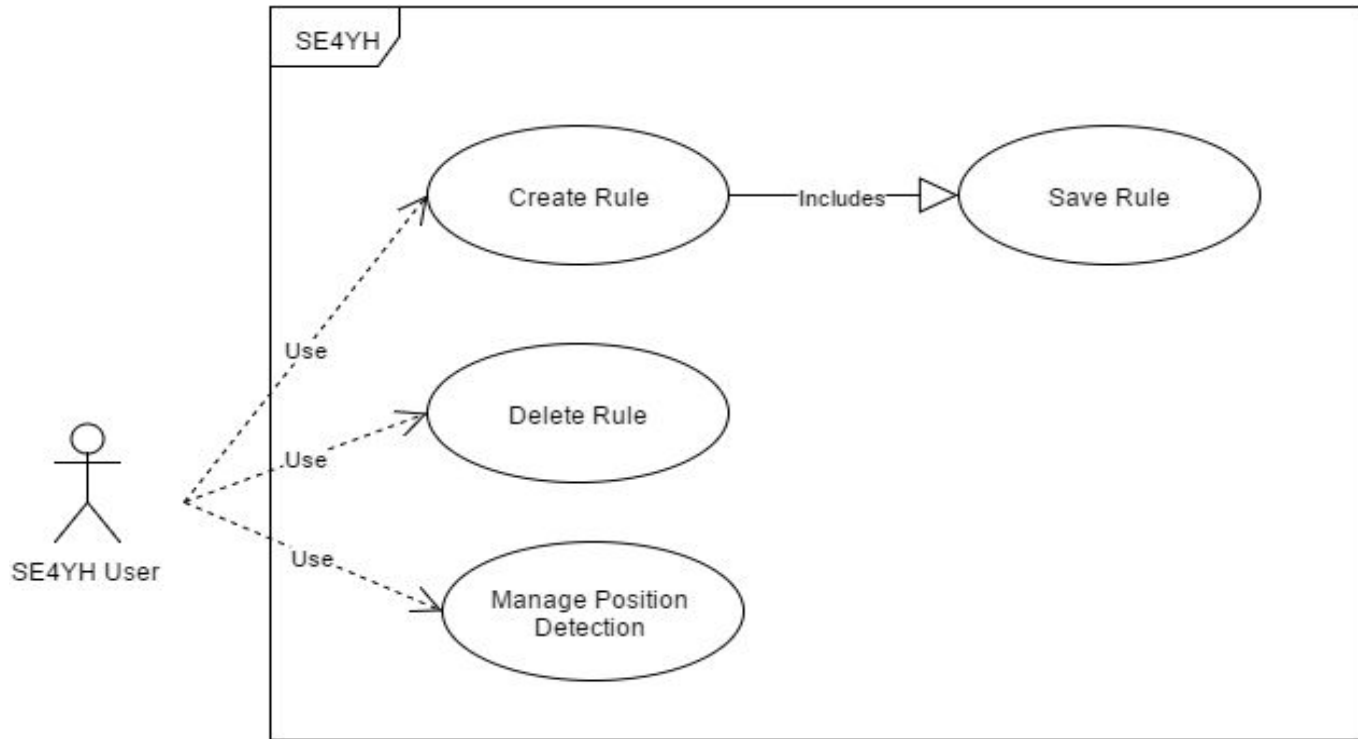 SE4YH
Create Rule
Includes
Save Rule
Use
Delete Rule
Use
Use
SE4YH User
Manage Position
Detection